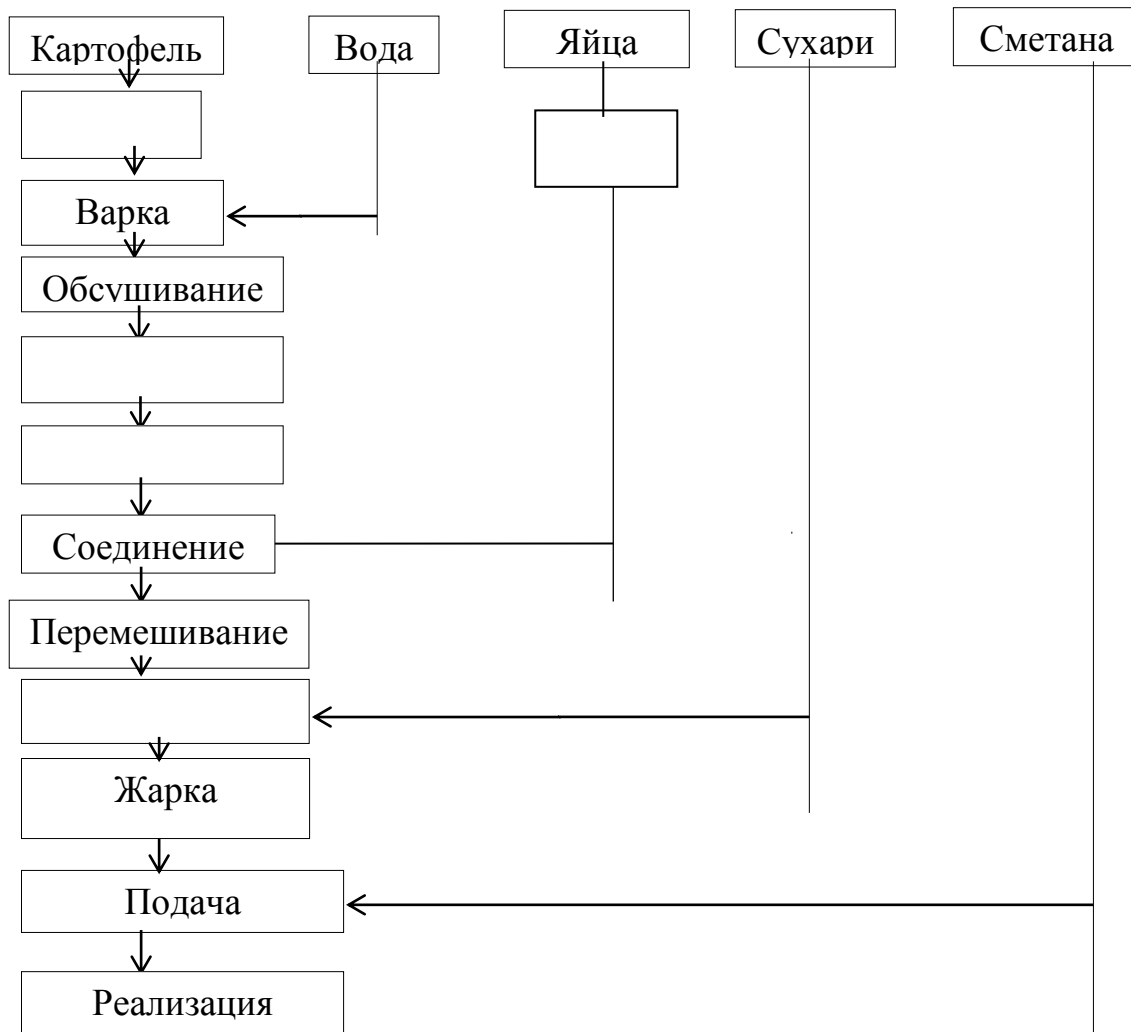 Картофель
Вода
Яйца
Сухари
Сметана
Варка
Обсушивание
Соединение
Перемешивание
Жарка
Подача
Реализация